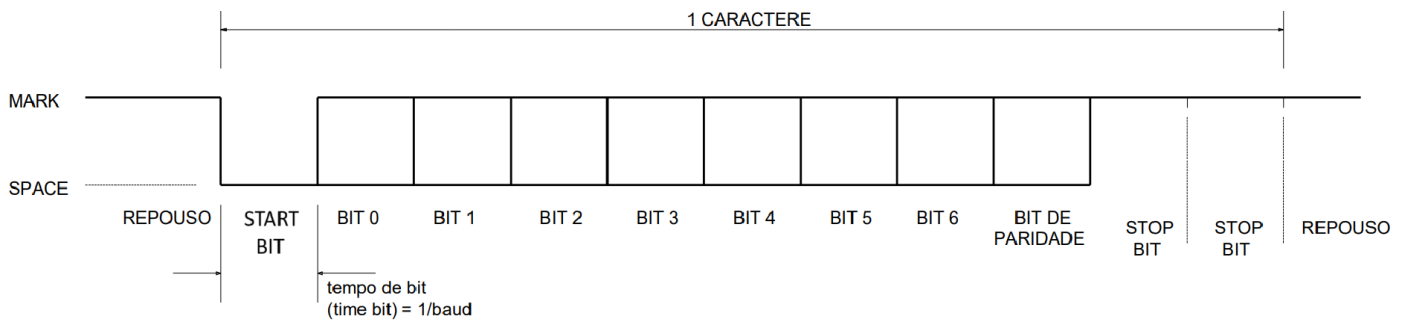 1 CARACTERE
MARK
SPACE
REPOUSO
START
BIT
BIT 0
BIT 1
BIT 2
BIT 3
BIT 4
BIT 5
BIT 6
BIT DE
PARIDADE
STOP
BIT
STOP
BIT
REPOUSO
tempo de bit
(time bit) = 1/baud